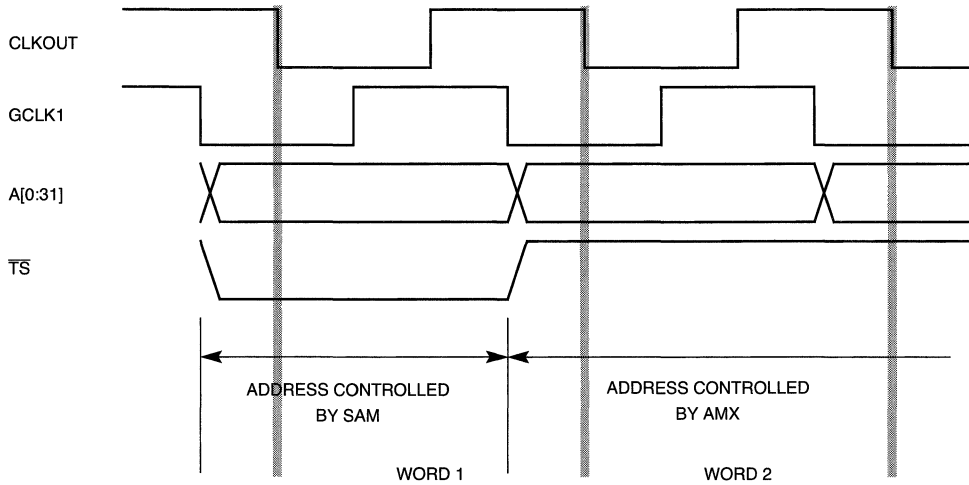 CLKOUT
GCLK1
A[0:31]
TS
ADDRESS CONTROLLED
BY SAM
ADDRESS CONTROLLED
BY AMX
WORD 1
WORD 2